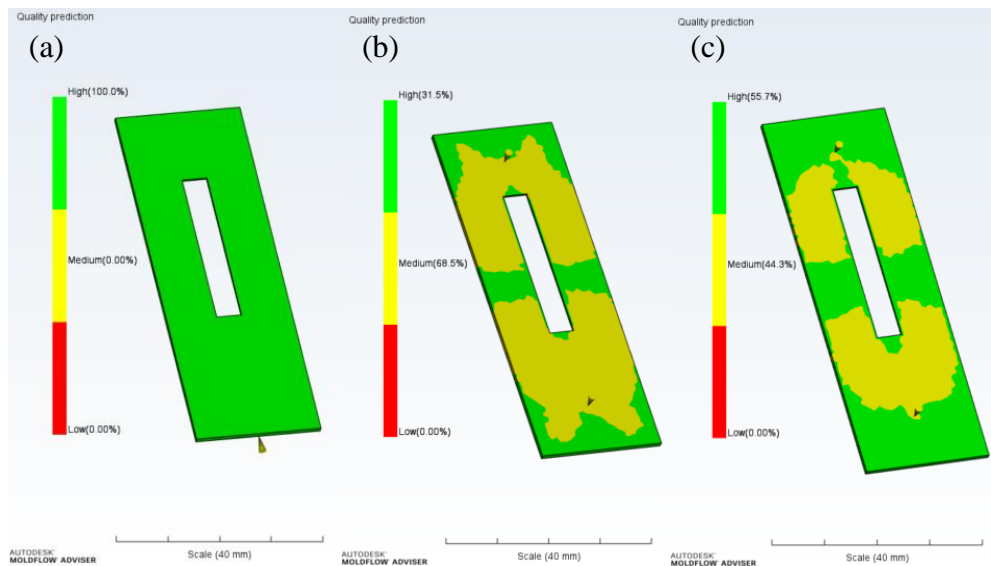 Quality prediction
(a)
High(100.0%)
Medium(0.00%)
Low(0.00%)
Scale (40 mm)
AUTODESK
MOLDFLOW ADVISER
Quality prediction
(b)
High(31.5%)
Medium(68.5%)
Low(0.00%)
Scale (40 mm)
AUTODESK
MOLDFLOW ADVISER
Quality prediction
(c)
High(55.7%)
Medium(44.3%)
Low(0.00%)
Scale (40 mm)
AUTODESK
MOLDFLOW ADVISER